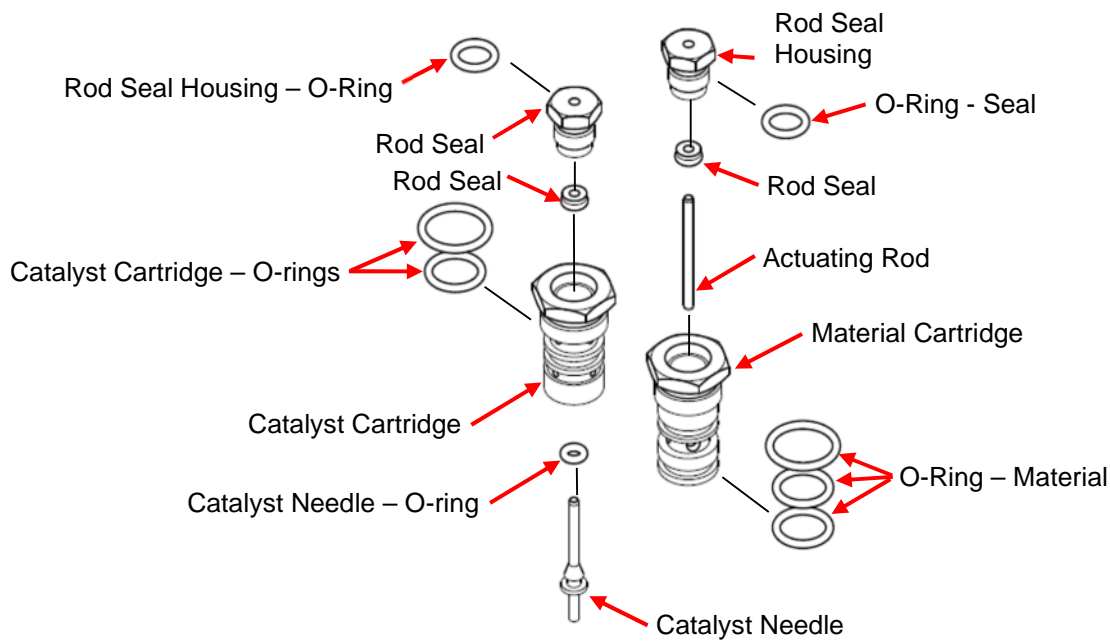 Rod Seal
Housing
Rod Seal Housing – O-Ring
O-Ring - Seal
Rod Seal
Rod Seal
Rod Seal
Catalyst Cartridge – O-rings
Actuating Rod
Material Cartridge
Catalyst Cartridge
O-Ring – Material
Catalyst Needle – O-ring
Catalyst Needle